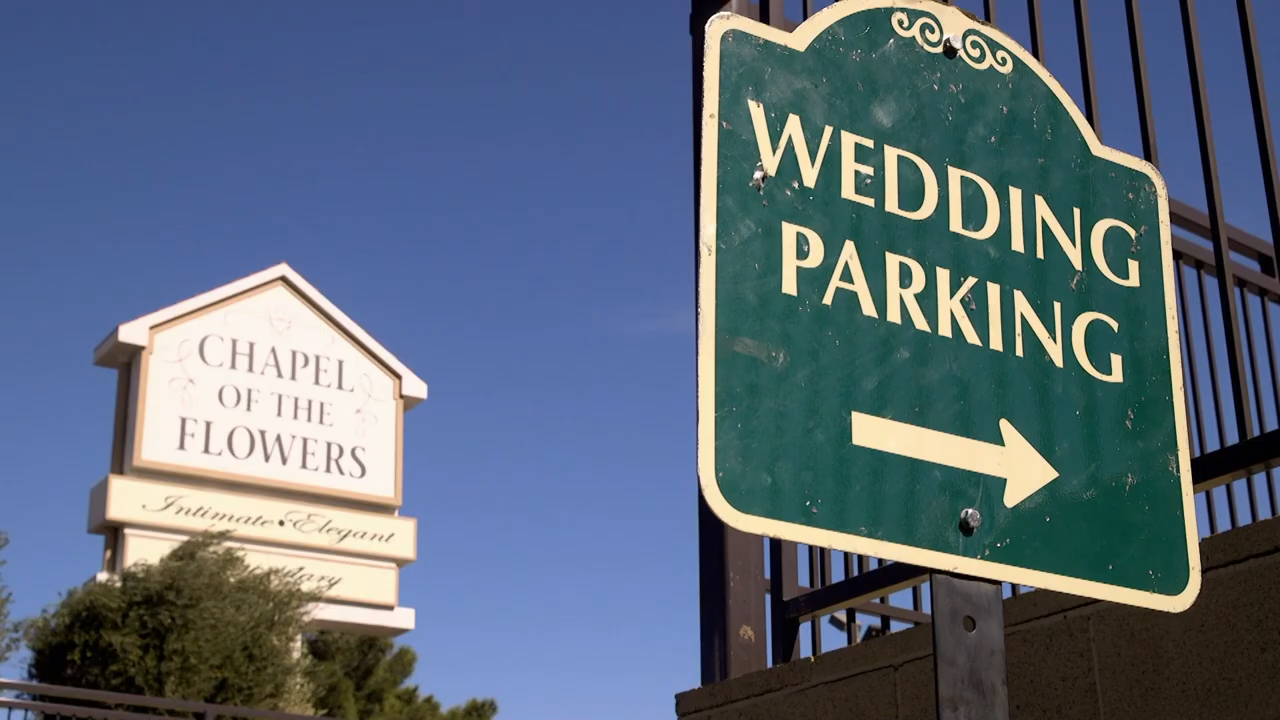 CHAPEL
OF THE
FLOWERS
Intimate • Elegant
WEDDING
PARKING